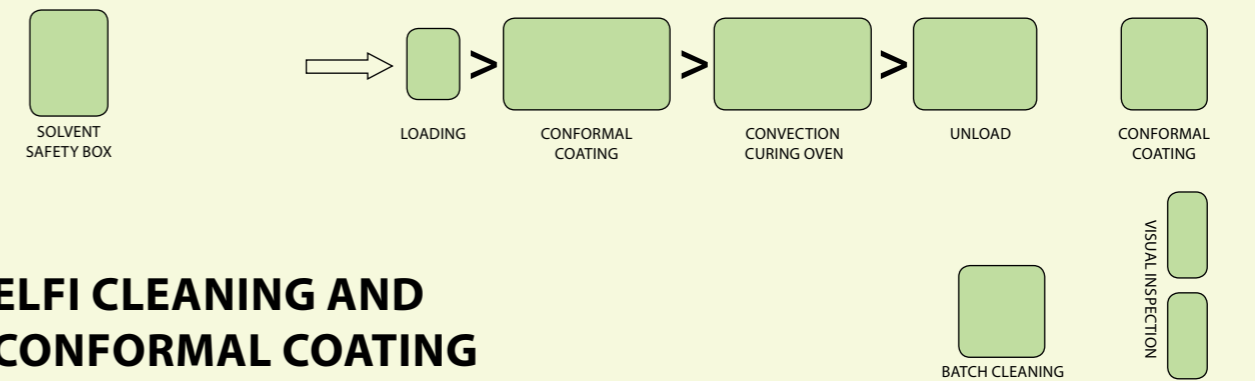 SOLVENT
SAFETY BOX
>
>
>
LOADING
CONFORMAL
COATING
CONVECTION
CURING OVEN
UNLOAD
CONFORMAL
COATING
VISUAL INSPECTION
ELFI CLEANING AND
CONFORMAL COATING
BATCH CLEANING